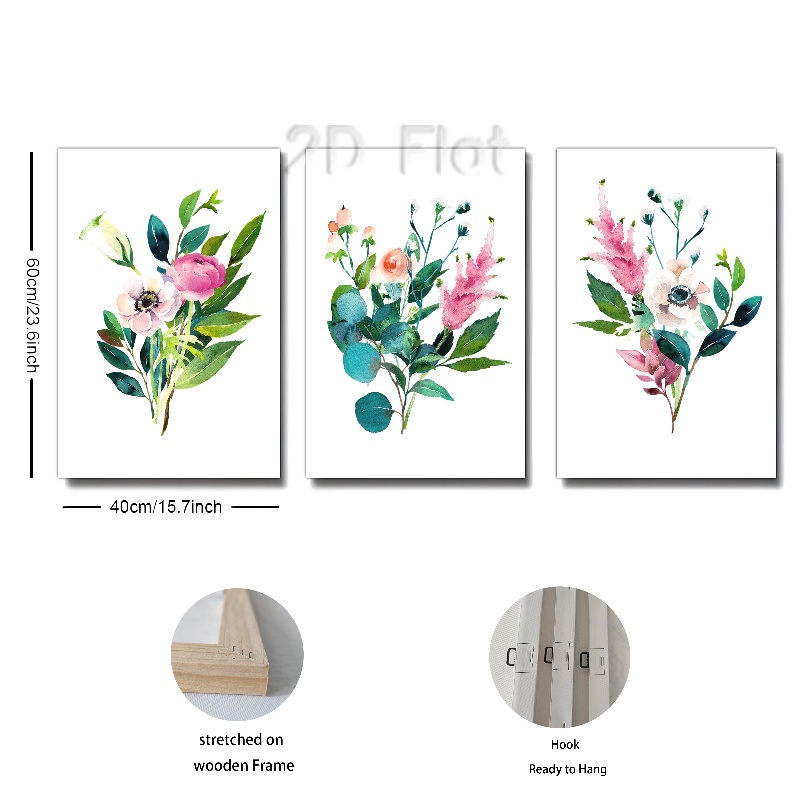 2D Flat
60cm/23.6inch
40cm/15.7inch
stretched on
wooden Frame
Hook
Ready to Hang